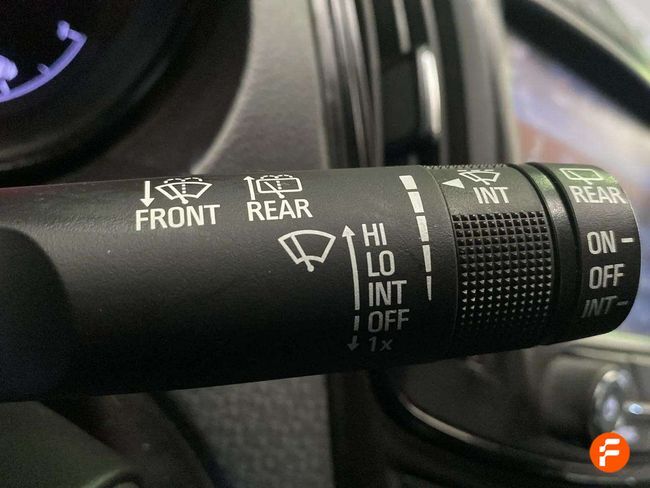 FRONT
REAR
HI
LO
INT
OFF
1x
INT
REAR
ON
OFF
INT